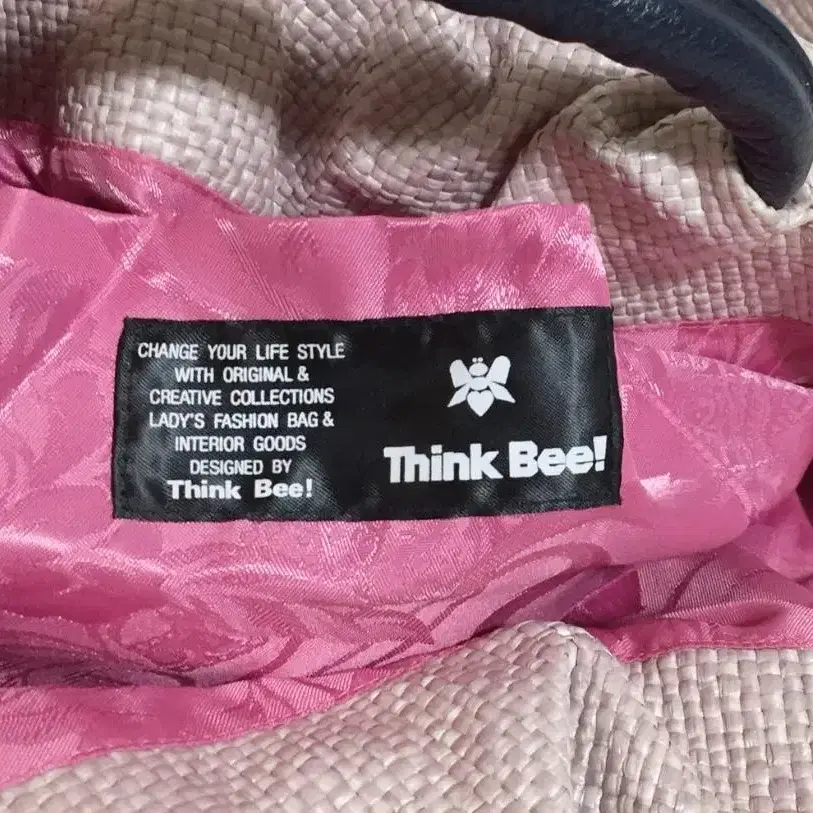 CHANGE YOUR LIFE STYLE
WITH ORIGINAL &
CREATIVE COLLECTIONS
LADY'S FASHION BAG &
INTERIOR GOODS
DESIGNED BY
Think Bee!
Think Bee!